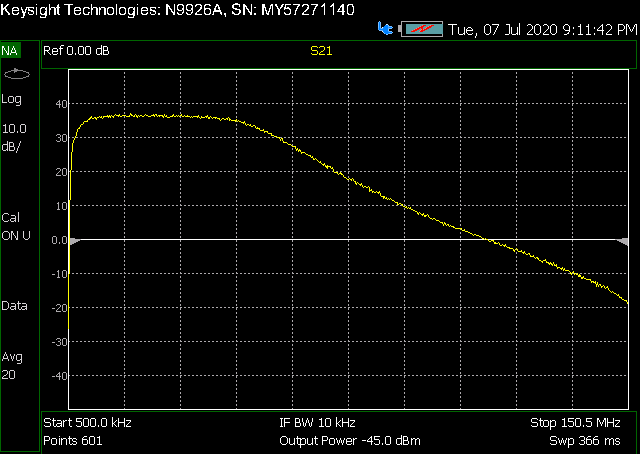 Keysight Technologies: N9926A, SN: MY57271140
Tue, 07 Jul 2020 9:11:42 PM
NA
Ref 0.00 dB
S21
Log
10.0
dB/
Cal
ON U
Data
Avg
20
40
30
20
10
0.0
-10
-20
-30
-40
Start 500.0 kHz
IF BW 10 kHz
Stop 150.5 MHz
Points 601
Output Power -45.0 dBm
Swp 366 ms